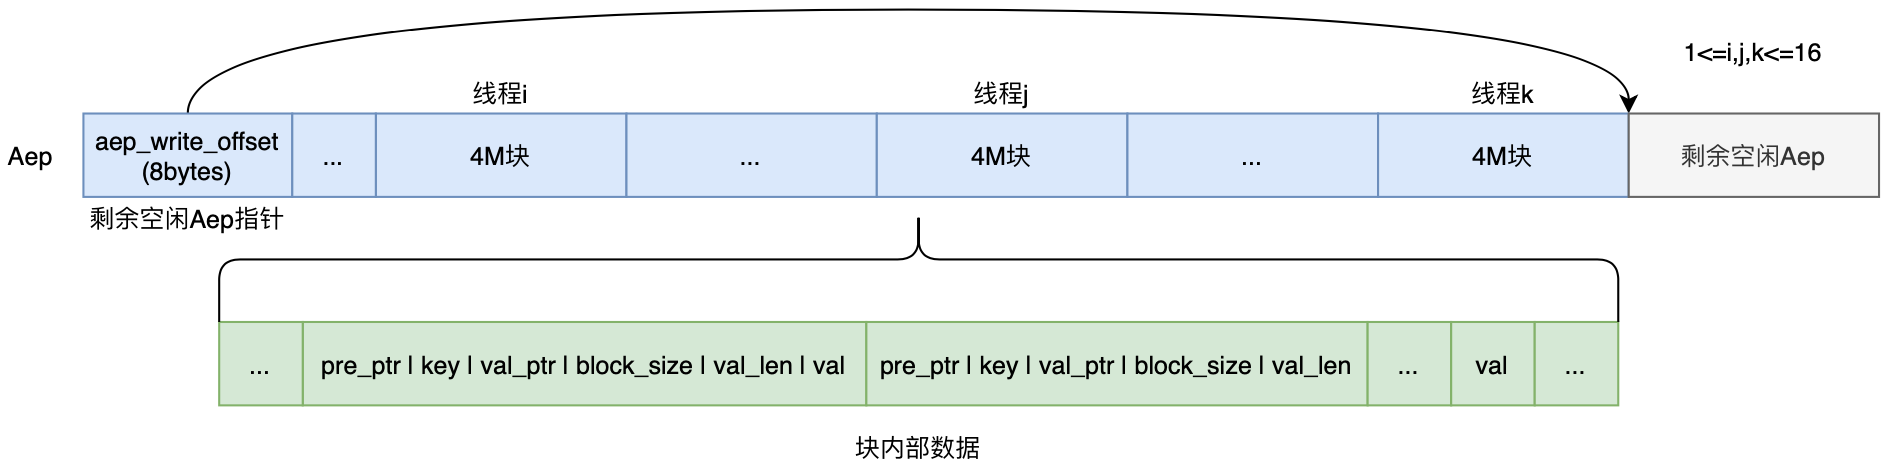 1<=i,j,k<=16
线程i
线程j
线程k
Aep
aep_write_offset
(8bytes)
...
4M块
...
4M块
...
4M块
剩余空闲Aep
剩余空闲Aep指针
...
pre_ptr | key | val_ptr | block_size | val_len | val
pre_ptr | key | val_ptr | block_size | val_len
...
val
...
块内部数据